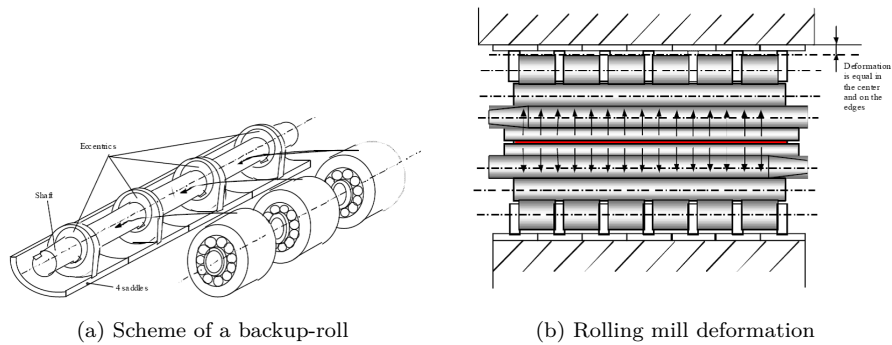 Eccentrics
Shaft
4 saddles
Deformation
is equal in
the center
and on the
edges
(a) Scheme of a backup-roll
(b) Rolling mill deformation